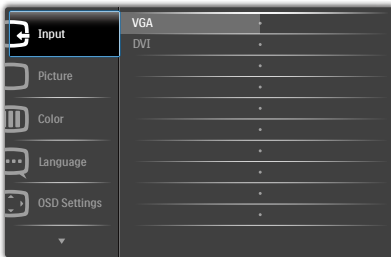 Input
VGA
DVI
Picture
Color
Language
OSD Settings